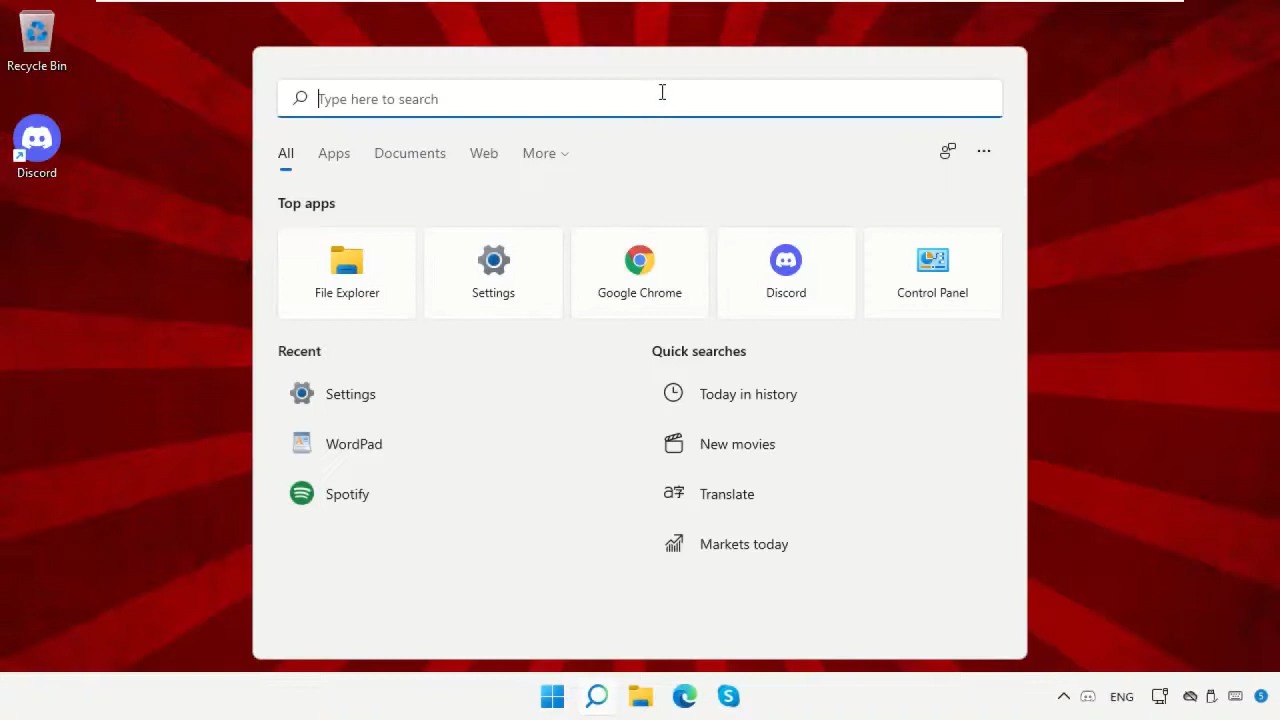 Recycle Bin
Discord
Type here to search
All Apps Documents Web More
Top apps
File Explorer Settings Google Chrome Discord Control Panel
Recent Quick searches
Settings Today in history
WordPad New movies
Spotify Translate
Markets today
ENG 5